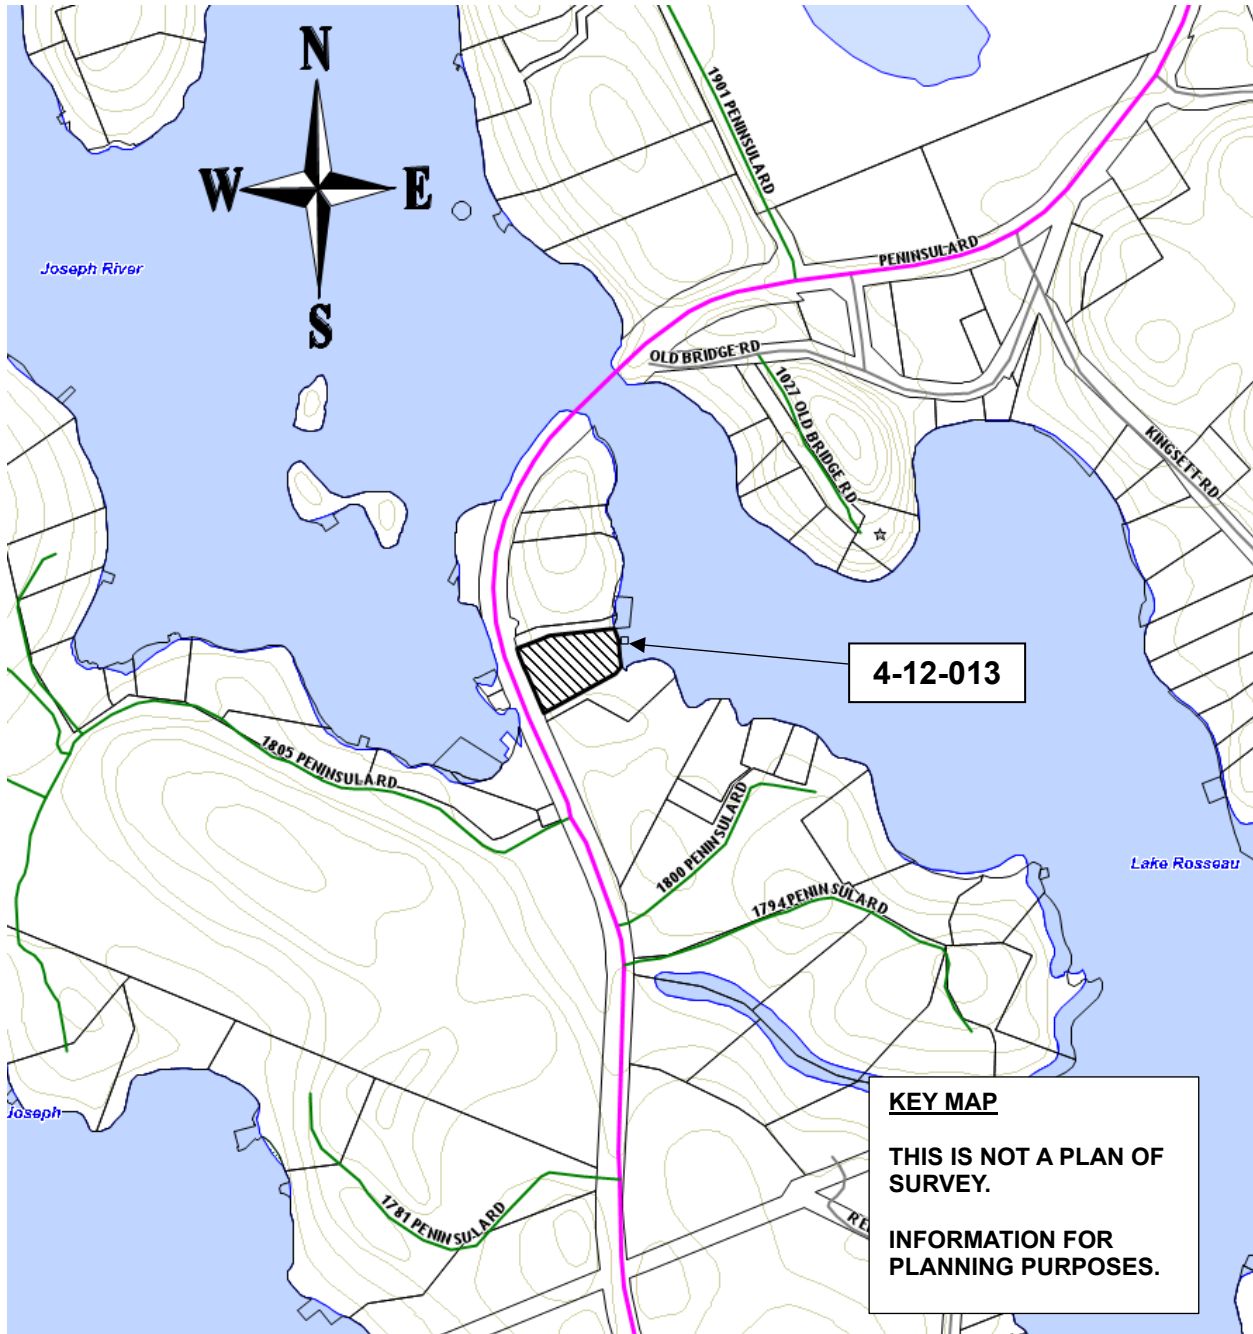 N
W E
S
Joseph River
1901 PENINSULA RD
PENINSULA RD
OLD BRIDGE RD
1027 OLD BRIDGE RD
KINGSETT RD
4-12-013
1805 PENINSULA RD
1800 PENINSULA RD
1794 PENINSULA RD
Lake Rosseau
Joseph
1781 PENINSULA RD
KEY MAP
THIS IS NOT A PLAN OF
SURVEY.
INFORMATION FOR
PLANNING PURPOSES.